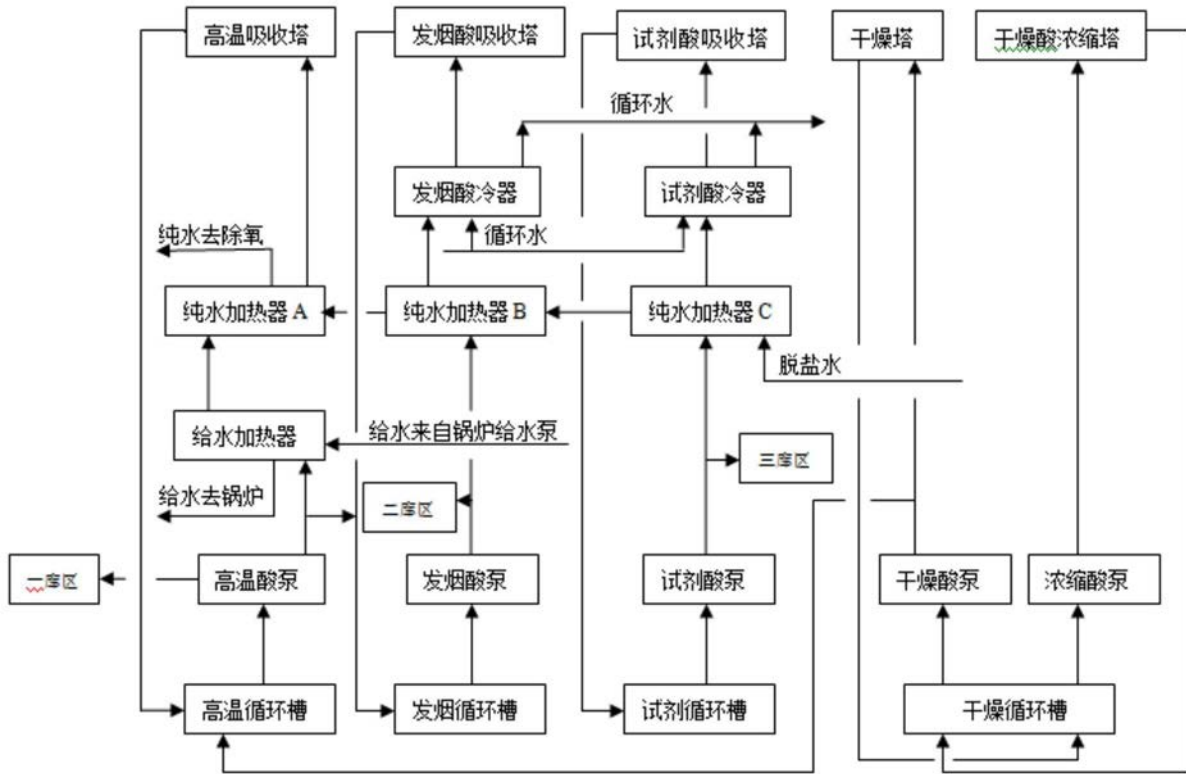 高温吸收塔
发烟酸吸收塔
试剂酸吸收塔
干燥塔
干燥酸浓缩塔
循环水
发烟酸冷器
试剂酸冷器
纯水去除氧
循环水
纯水加热器 A
纯水加热器 B
纯水加热器 C
脱盐水
给水加热器
给水来自锅炉给水泵
三库区
给水去锅炉
二库区
一库区
高温酸泵
发烟酸泵
试剂酸泵
干燥酸泵
浓缩酸泵
高温循环槽
发烟循环槽
试剂循环槽
干燥循环槽